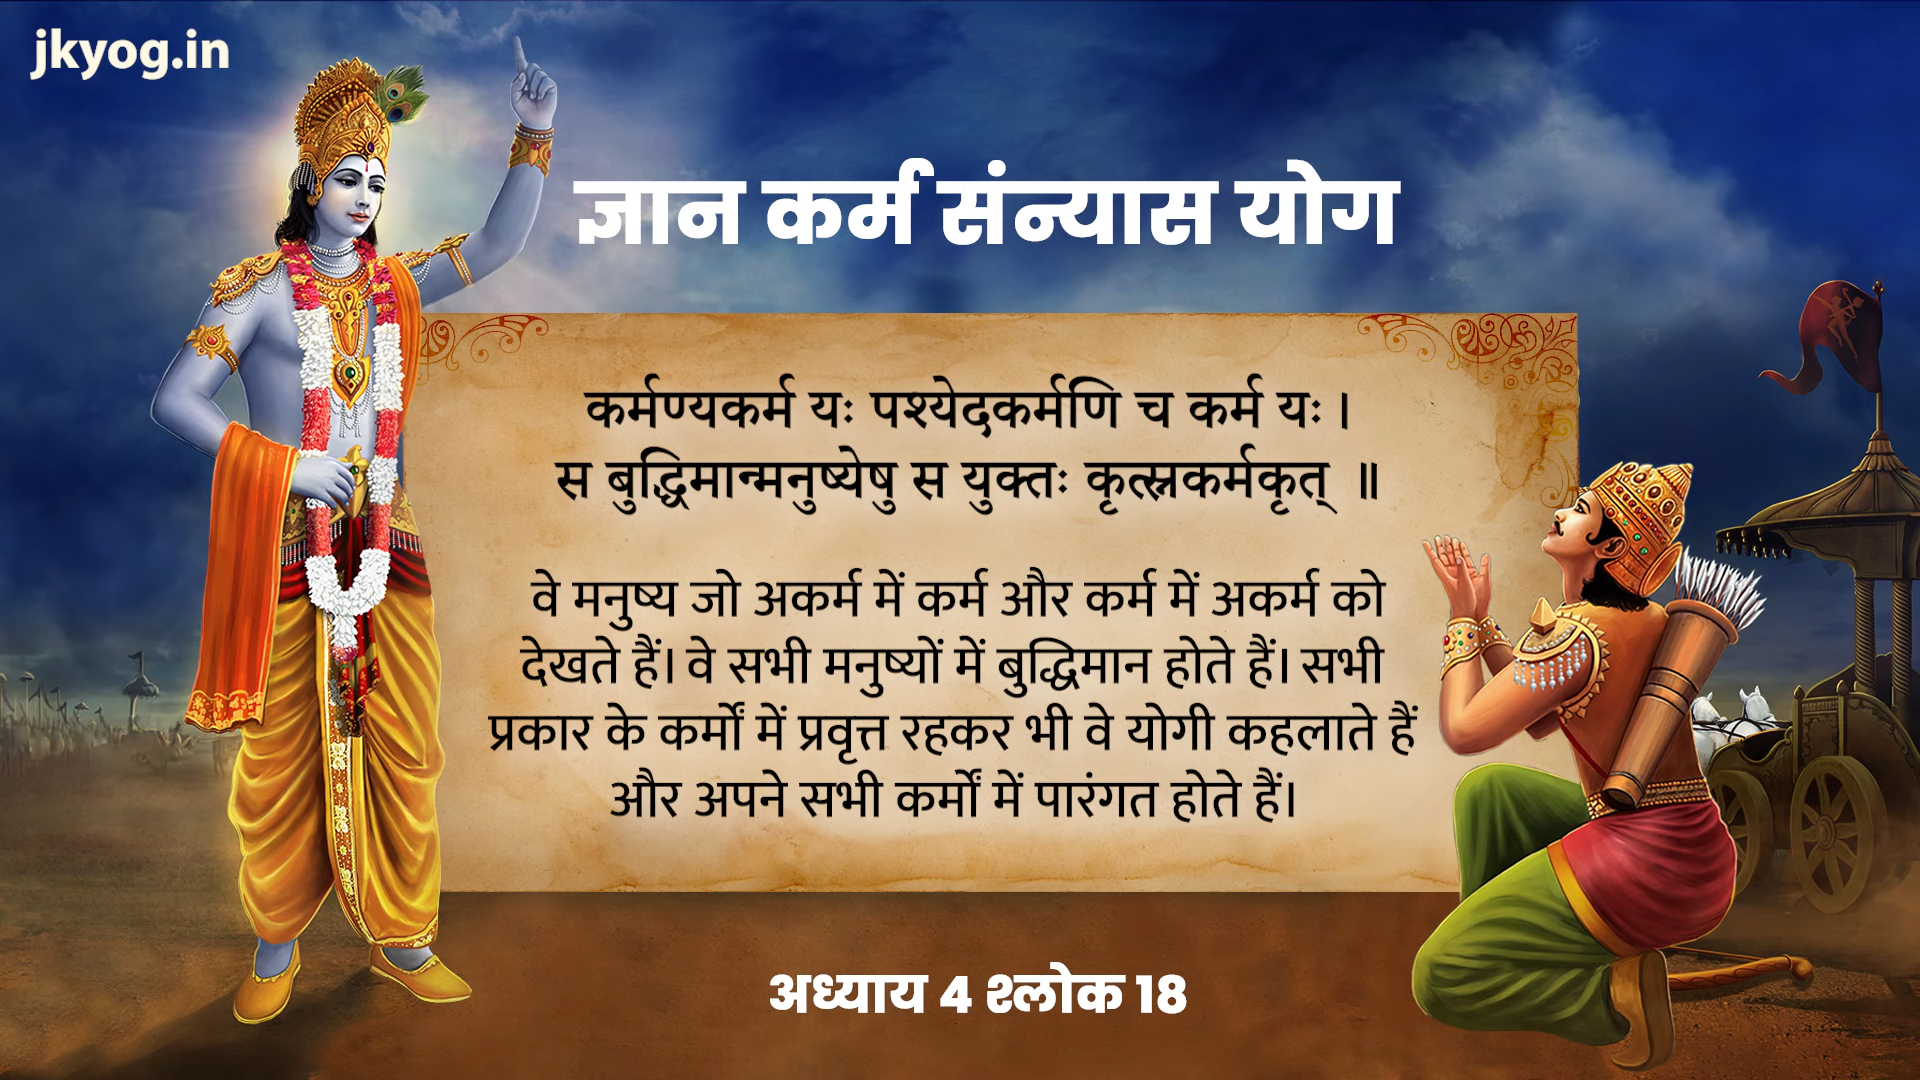 jkyog.in
ज्ञान कर्म संन्यास योग
कर्मण्यकर्म यः पश्येदकर्मणि च कर्म यः ।
स बुद्धिमान्मनुष्येषु स युक्तः कृत्स्नकर्मकृत् ॥
वे मनुष्य जो अकर्म में कर्म और कर्म में अकर्म को
देखते हैं। वे सभी मनुष्यों में बुद्धिमान होते हैं। सभी
प्रकार के कर्मों में प्रवृत्त रहकर भी वे योगी कहलाते हैं
और अपने सभी कर्मों में पारंगत होते हैं।
अध्याय 4 श्लोक 18